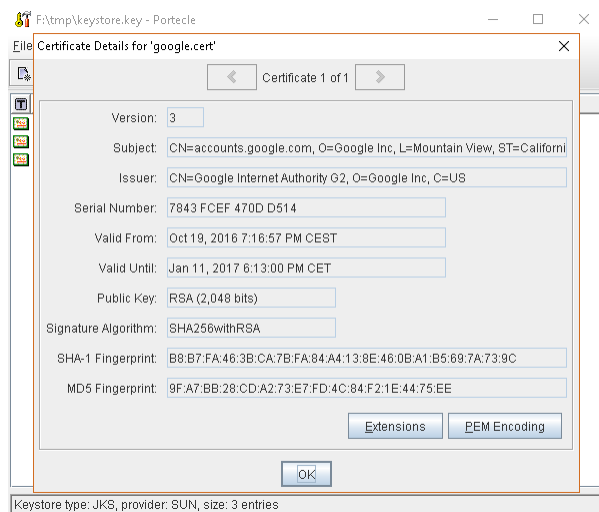 F:\tmp\keystore.key - Portecle
File
Certificate Details for 'google.cert'
Certificate 1 of 1
T
Version: 3
Subject: CN=accounts.google.com, O=Google Inc, L=Mountain View, ST=Californi
Issuer: CN=Google Internet Authority G2, O=Google Inc, C=US
Serial Number: 7843 FCEF 470D D514
Valid From: Oct 19, 2016 7:16:57 PM CEST
Valid Until: Jan 11, 2017 6:13:00 PM CET
Public Key: RSA (2,048 bits)
Signature Algorithm: SHA256withRSA
SHA-1 Fingerprint: B8:B7:FA:46:3B:CA:7B:FA:84:A4:13:8E:46:0B:A1:B5:69:7A:73:9C
MD5 Fingerprint: 9F:A7:BB:28:CD:A2:73:E7:FD:4C:84:F2:1E:44:75:EE
Extensions PEM Encoding
OK
Keystore type: JKS, provider: SUN, size: 3 entries